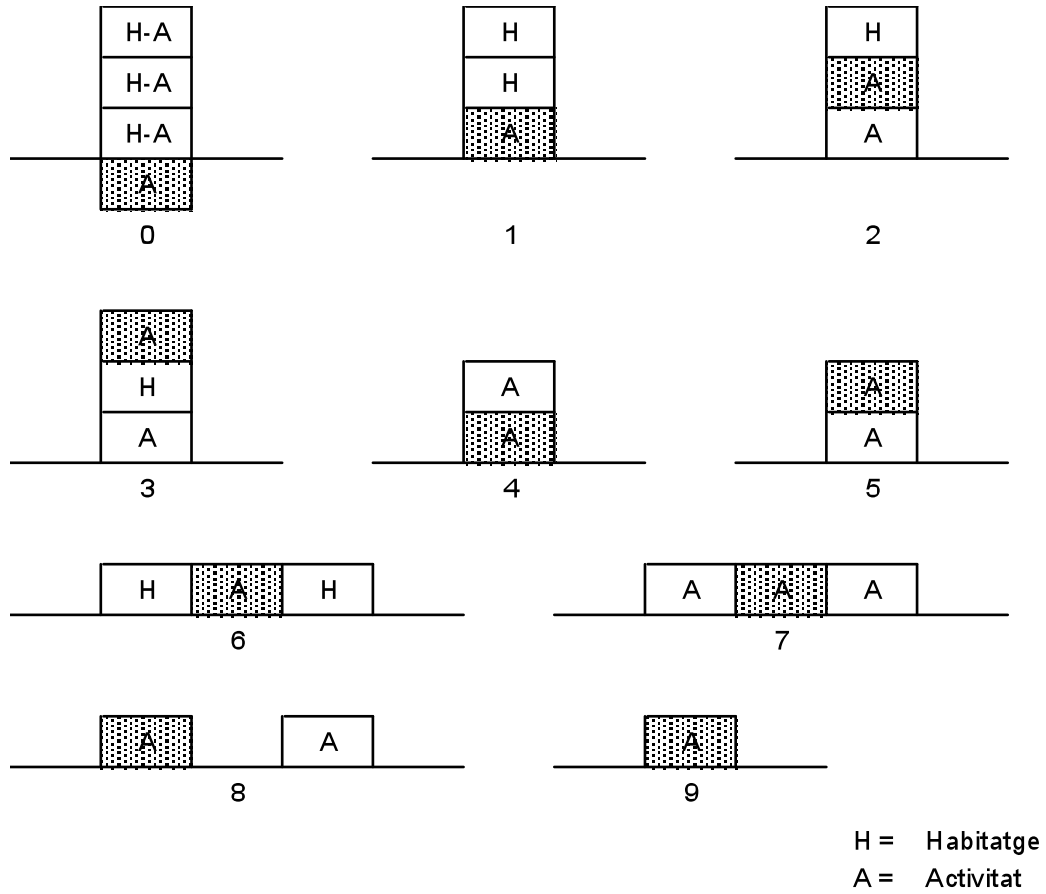 H-A H H
H-A H A
H-A A A
A
0 1 2
A
H A A
A A A
3 4 5
H A H A A A
6 7
A A A
8 9
H = Habitatge
A = Activitat